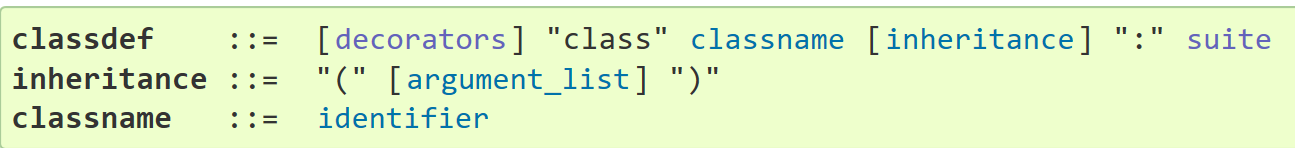 classdef    ::=  [decorators] "class" classname [inheritance] ":" suite
inheritance ::=  "(" [argument_list] ")"
classname   ::=  identifier